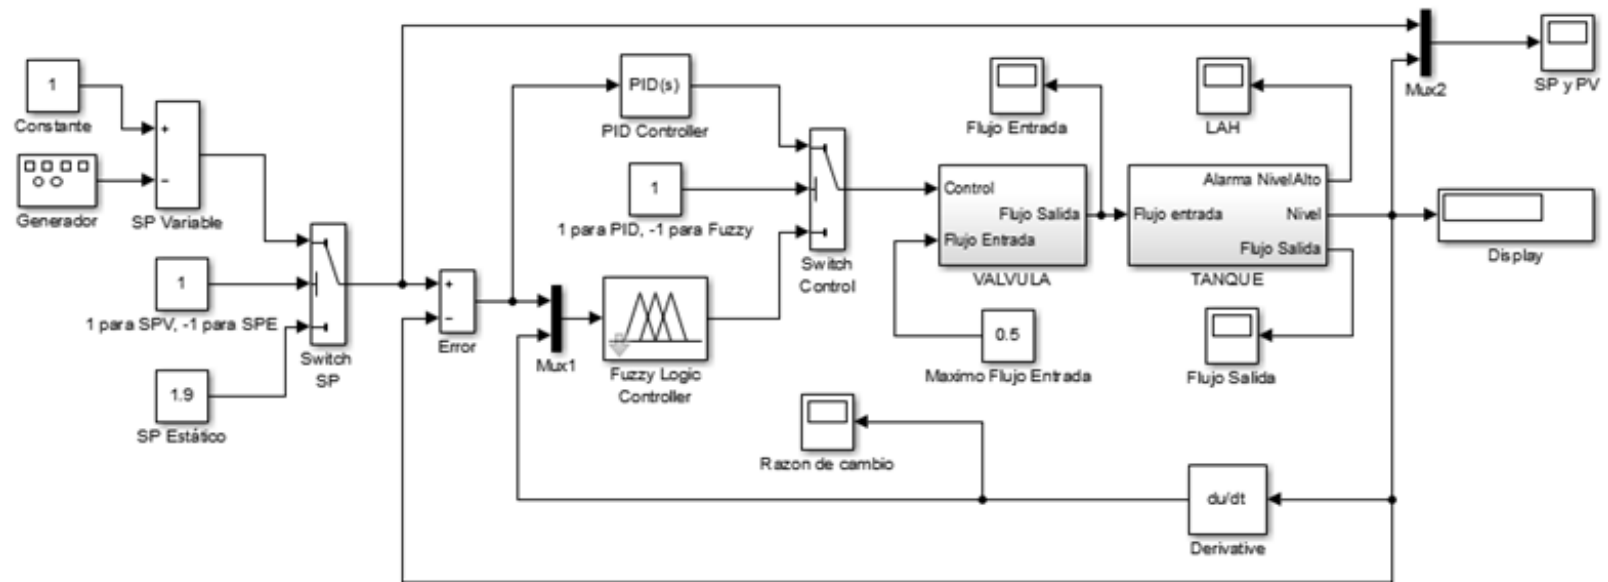 1
Constante
+
−
Generador
SP Variable
1
1 para SPV, -1 para SPE
1.9
SP Estático
Switch
SP
+
−
Error
PID(s)
PID Controller
1
1 para PID, -1 para Fuzzy
Mux1
Fuzzy Logic
Controller
Switch
Control
Flujo Entrada
Control
Flujo Salida
Flujo Entrada
VALVULA
0.5
Maximo Flujo Entrada
Razon de cambio
LAH
Alarma NivelAlto
Flujo entrada
Nivel
Flujo Salida
TANQUE
Flujo Salida
du/dt
Derivative
Mux2
SP y PV
Display